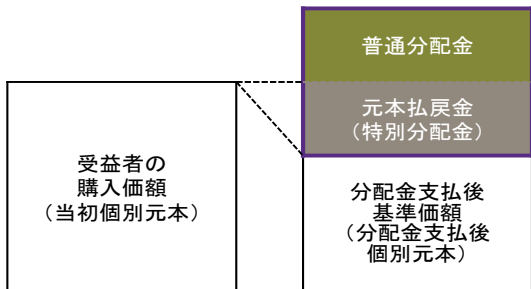 普通分配金
元本払戻金
（特別分配金）
受益者の
購入価額
（当初個別元本）
分配金支払後
基準価額
（分配金支払後
個別元本）